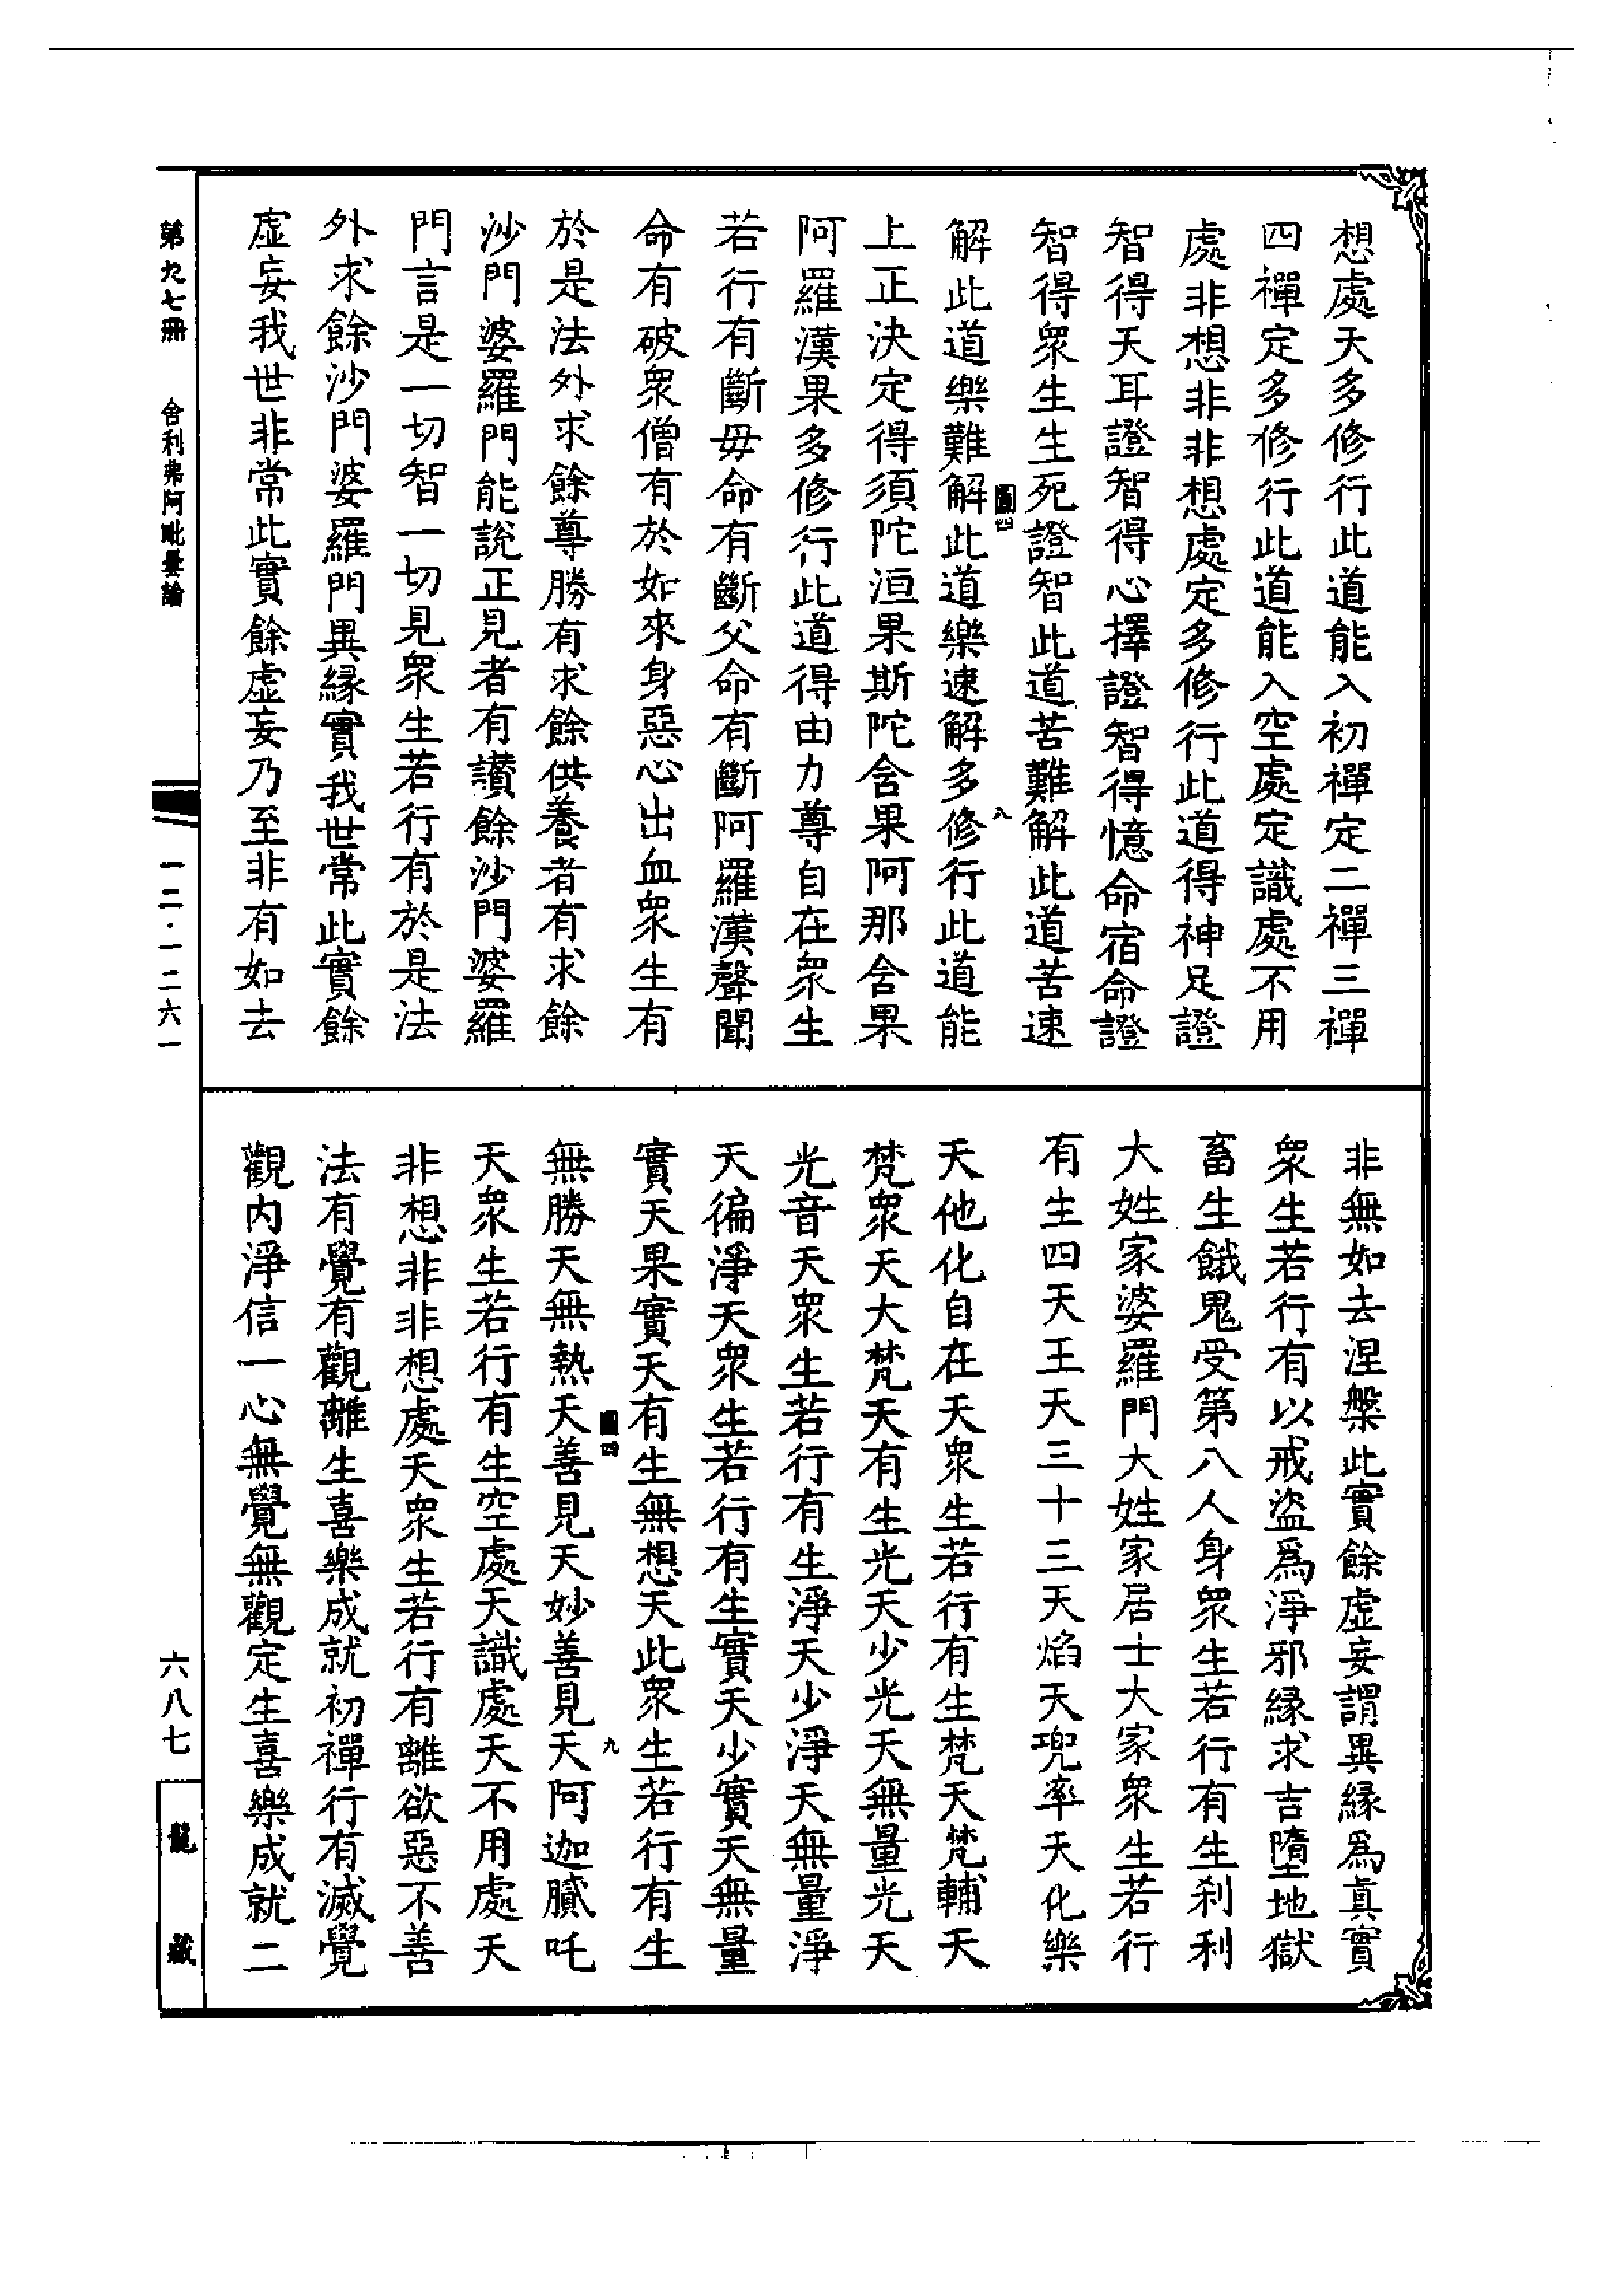 想處天多修行此道能入初禪定二禪三禪
四禪定多修行此道能入空處定識處不用
處非想非非想處定多修行此道得神足證
智得天耳證智得心擇證智得憶命宿命證
智得衆生生死證智此道苦難解此道苦速
圖四
八
解此道樂難解此道樂速解多修行此道能
上正決定得須陀洹果斯陀舍果阿那舍果
阿羅漢果多修行此道得由力尊自在衆生
若行有斷毋命有斷父命有斷阿羅漢聲聞
命有破衆僧有於如來身惡心出血衆生有
於是法外求餘尊勝有求餘供養者有求餘
沙門婆羅門能說正見者有讃餘沙門婆羅
門言是一切智一切見衆生若行有於是法
外求餘沙門婆羅門異縁實我世常此實餘
虛妄我世非常此實餘虛妄乃至非有如去
非無如去涅槃此實餘虛妄謂異縁爲眞實
衆生若行有以戒盜爲淨邪縁求吉墮地獄
畜生餓鬼受第八人身衆生若行有生刹利
大姓家婆羅門大姓家居士大家衆生若行
有生四天王天三十三天焰天兜率天化樂
天他化自在天衆生若行有生梵天梵輔天
梵衆天大梵天有生光天少光天無量光天
光音天衆生若行有生淨天少淨天無量淨
天徧淨天衆生若行有生實天少實天無量
實天果實天有生無想天此衆生若行有生
圖四
九
無勝天無熱天善見天妙善見天阿迦膩吒
天衆生若行有生空處天識處天不用處天
非想非非想處天衆生若行有離欲惡不善
法有覺有觀離生喜樂成就初禪行有滅覺
觀內淨信一心無覺無觀定生喜樂成就二
第九七冊
舍利弗阿毗曇論
一二·一二六一
六八七
龍藏